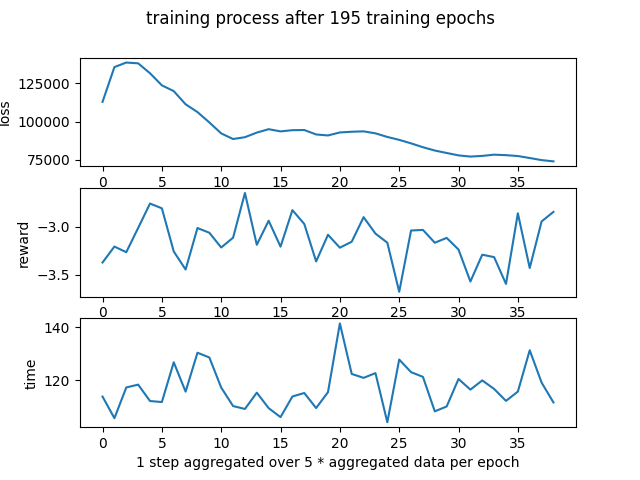 training process after 195 training epochs
125000
100000
75000
loss
0 5 10 15 20 25 30 35
−3.0
−3.5
reward
0 5 10 15 20 25 30 35
140
120
time
0 5 10 15 20 25 30 35
1 step aggregated over 5 * aggregated data per epoch